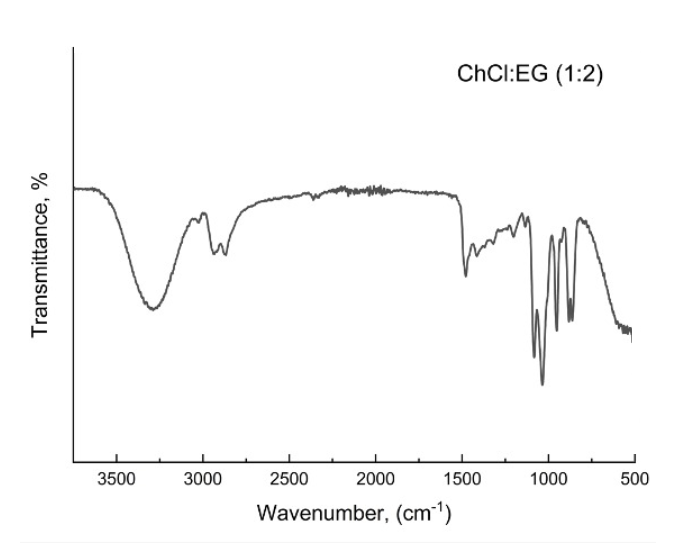 ChCl:EG (1:2)
Transmittance, %
3500 3000 2500 2000 1500 1000 500
Wavenumber, (cm⁻¹)